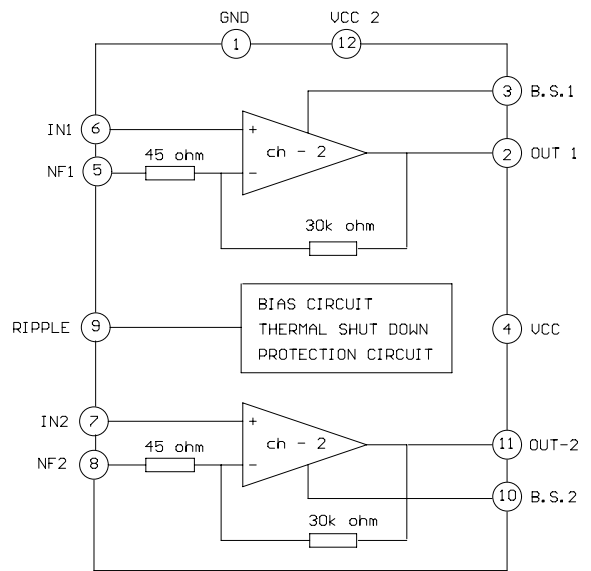 GND
VCC 2
1
12
3
B.S.1
IN1
6
+
ch - 2
2
OUT 1
NF1
5
45 ohm
-
30k ohm
BIAS CIRCUIT
THERMAL SHUT DOWN
PROTECTION CIRCUIT
RIPPLE
9
4
VCC
IN2
7
+
ch - 2
11
OUT-2
NF2
8
45 ohm
-
10
B.S.2
30k ohm